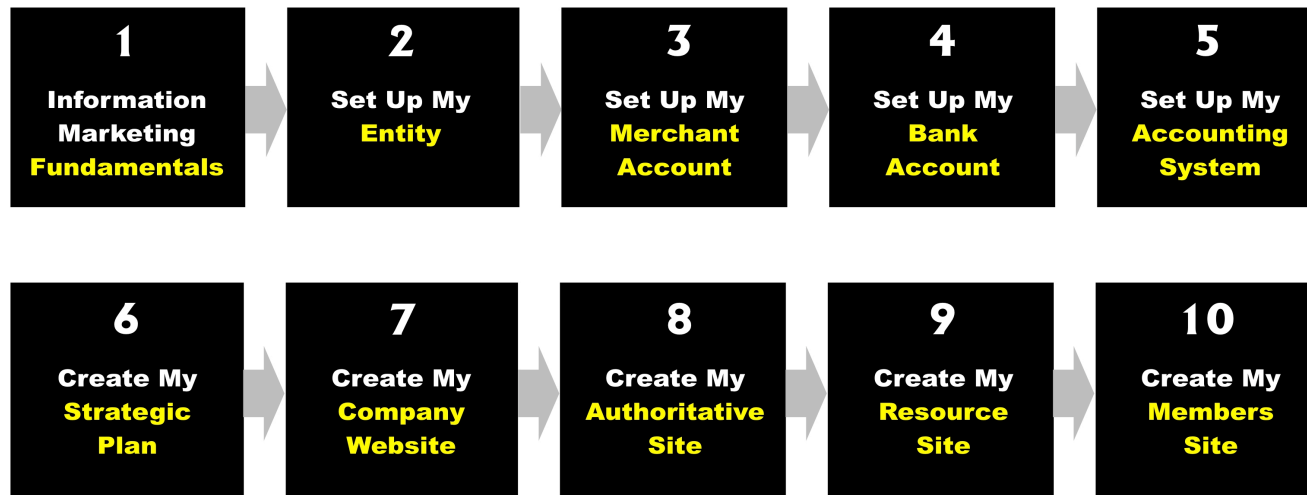 1
Information
Marketing
Fundamentals
2
Set Up My
Entity
3
Set Up My
Merchant
Account
4
Set Up My
Bank
Account
5
Set Up My
Accounting
System
6
Create My
Strategic
Plan
7
Create My
Company
Website
8
Create My
Authoritative
Site
9
Create My
Resource
Site
10
Create My
Members
Site